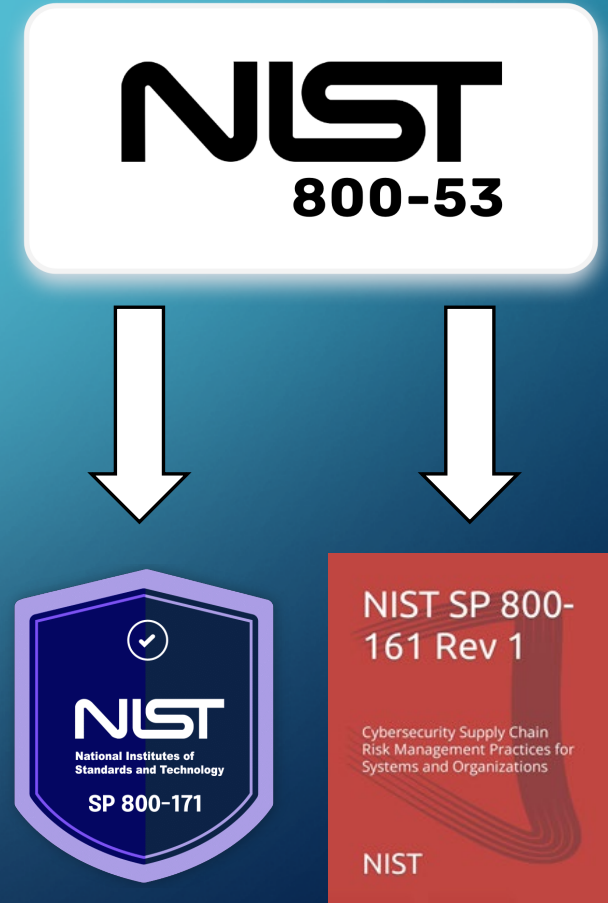 NIST
800-53
NIST
National Institutes of
Standards and Technology
SP 800-171
NIST SP 800-
161 Rev 1
Cybersecurity Supply Chain
Risk Management Practices for
Systems and Organizations
NIST